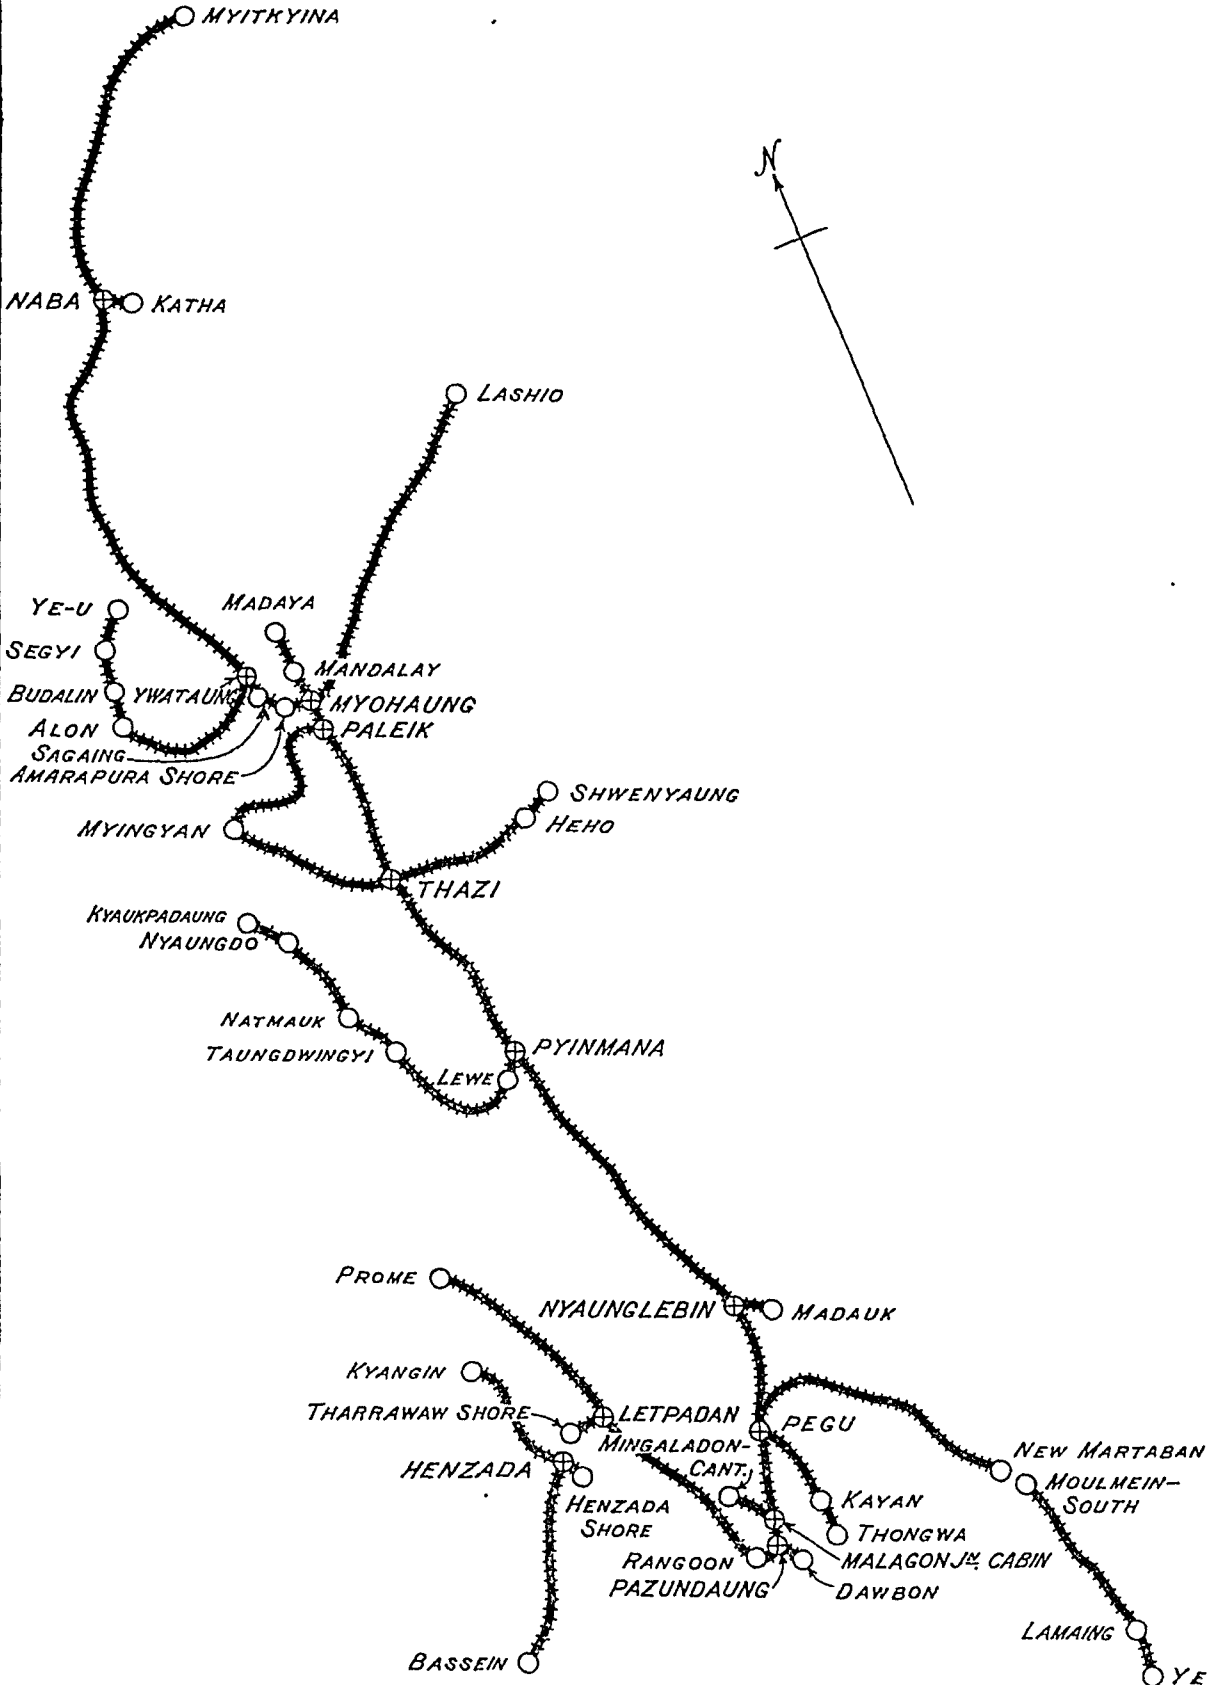 MYITKYINA
N
NABA
KATHA
LASHIO
YE-U
MADAYA
SEGYI
MANDALAY
BUDALIN
YWATAUNG
MYOHAUNG
ALON
PALEIK
SAGAING
AMARAPURA SHORE
SHWENYAUNG
HEHO
MYINGYAN
THAZI
KYAUKPADAUNG
NYAUNGDO
NATMAUK
TAUNGDWINGYI
PYINMANA
LEWE
PROME
NYAUNGLEBIN
MADAUK
KYANGIN
THARRAWAW SHORE
LETPADAN
PEGU
MINGALADON-
CANT.
NEW MARTABAN
HENZADA
MOULMEIN-
SOUTH
HENZADA
SHORE
KAYAN
THONGWA
RANGOON
MALAGON JN. CABIN
PAZUNDAUNG
DAWBON
LAMAING
BASSEIN
YE